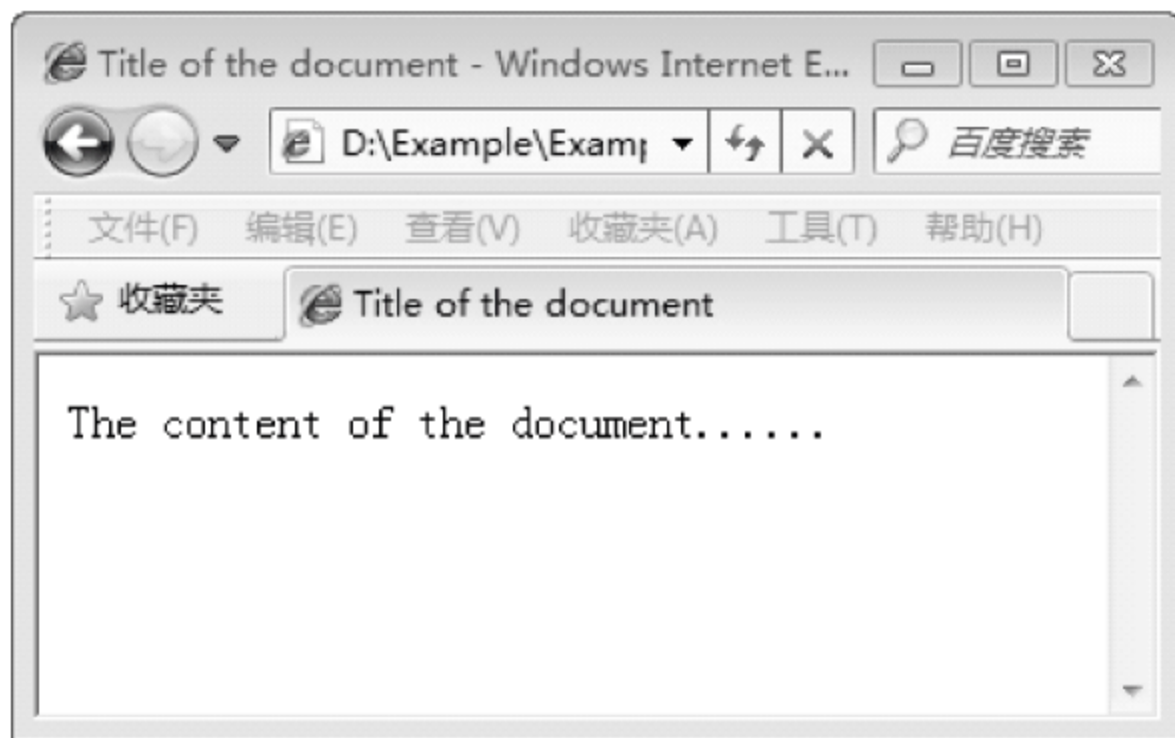 Title of the document - Windows Internet E...
D:\Example\Examp 百度搜索
文件(F) 编辑(E) 查看(V) 收藏夹(A) 工具(T) 帮助(H)
收藏夹 Title of the document
The content of the document......